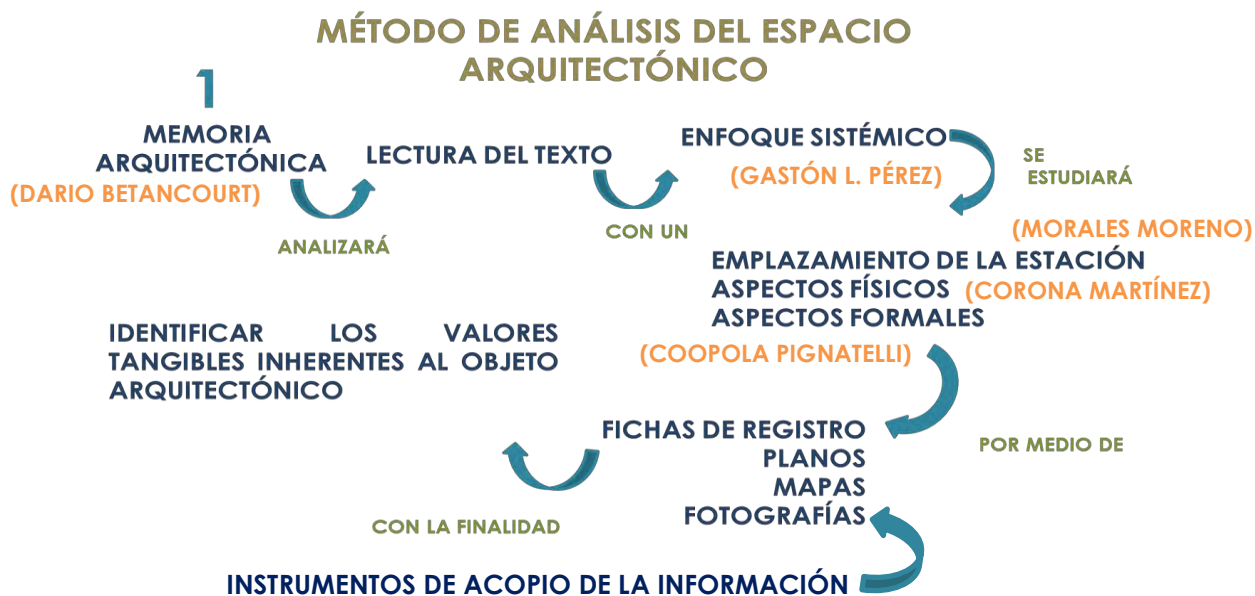 MÉTODO DE ANÁLISIS DEL ESPACIO
ARQUITECTÓNICO
1
MEMORIA
ARQUITECTÓNICA
(DARIO BETANCOURT)
ANALIZARÁ
LECTURA DEL TEXTO
CON UN
ENFOQUE SISTÉMICO
(GASTÓN L. PÉREZ)
SE
ESTUDIARÁ
(MORALES MORENO)
EMPLAZAMIENTO DE LA ESTACIÓN
ASPECTOS FÍSICOS (CORONA MARTÍNEZ)
ASPECTOS FORMALES
(COOPOLA PIGNATELLI)
POR MEDIO DE
FICHAS DE REGISTRO
PLANOS
MAPAS
FOTOGRAFÍAS
INSTRUMENTOS DE ACOPIO DE LA INFORMACIÓN
CON LA FINALIDAD
IDENTIFICAR LOS VALORES
TANGIBLES INHERENTES AL OBJETO
ARQUITECTÓNICO